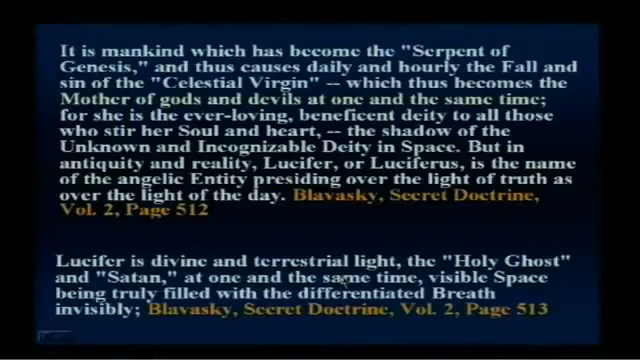 It is mankind which has become the "Serpent of
Genesis," and thus causes daily and hourly the Fall and
sin of the "Celestial Virgin" -- which thus becomes the
Mother of gods and devils at one and the same time;
for she is the ever-loving, beneficent deity to all those
who stir her Soul and heart, -- the shadow of the
Unknown and Incognizable Deity in Space. But in
antiquity and reality, Lucifer, or Luciferus, is the name
of the angelic Entity presiding over the light of truth as
over the light of the day. Blavasky, Secret Doctrine,
Vol. 2, Page 512
Lucifer is divine and terrestrial light, the "Holy Ghost"
and "Satan," at one and the same time, visible Space
being truly filled with the differentiated Breath
invisibly; Blavasky, Secret Doctrine, Vol. 2, Page 513